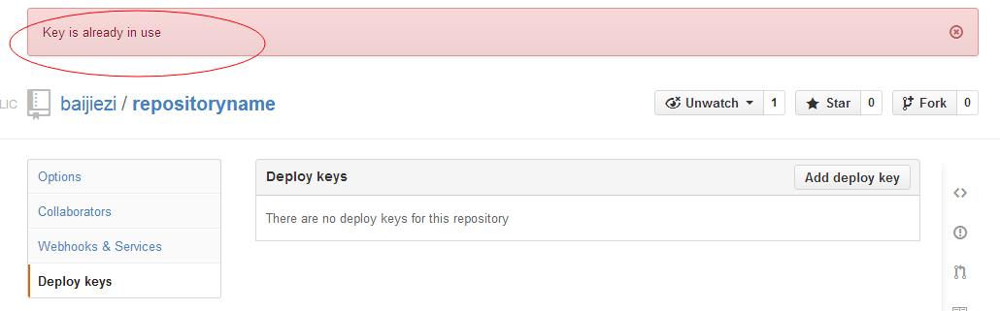 Key is already in use
LIC baijiezi / repositoryname Unwatch 1 Star 0 Fork 0
Options
Collaborators
Webhooks & Services
Deploy keys
Deploy keys Add deploy key
There are no deploy keys for this repository